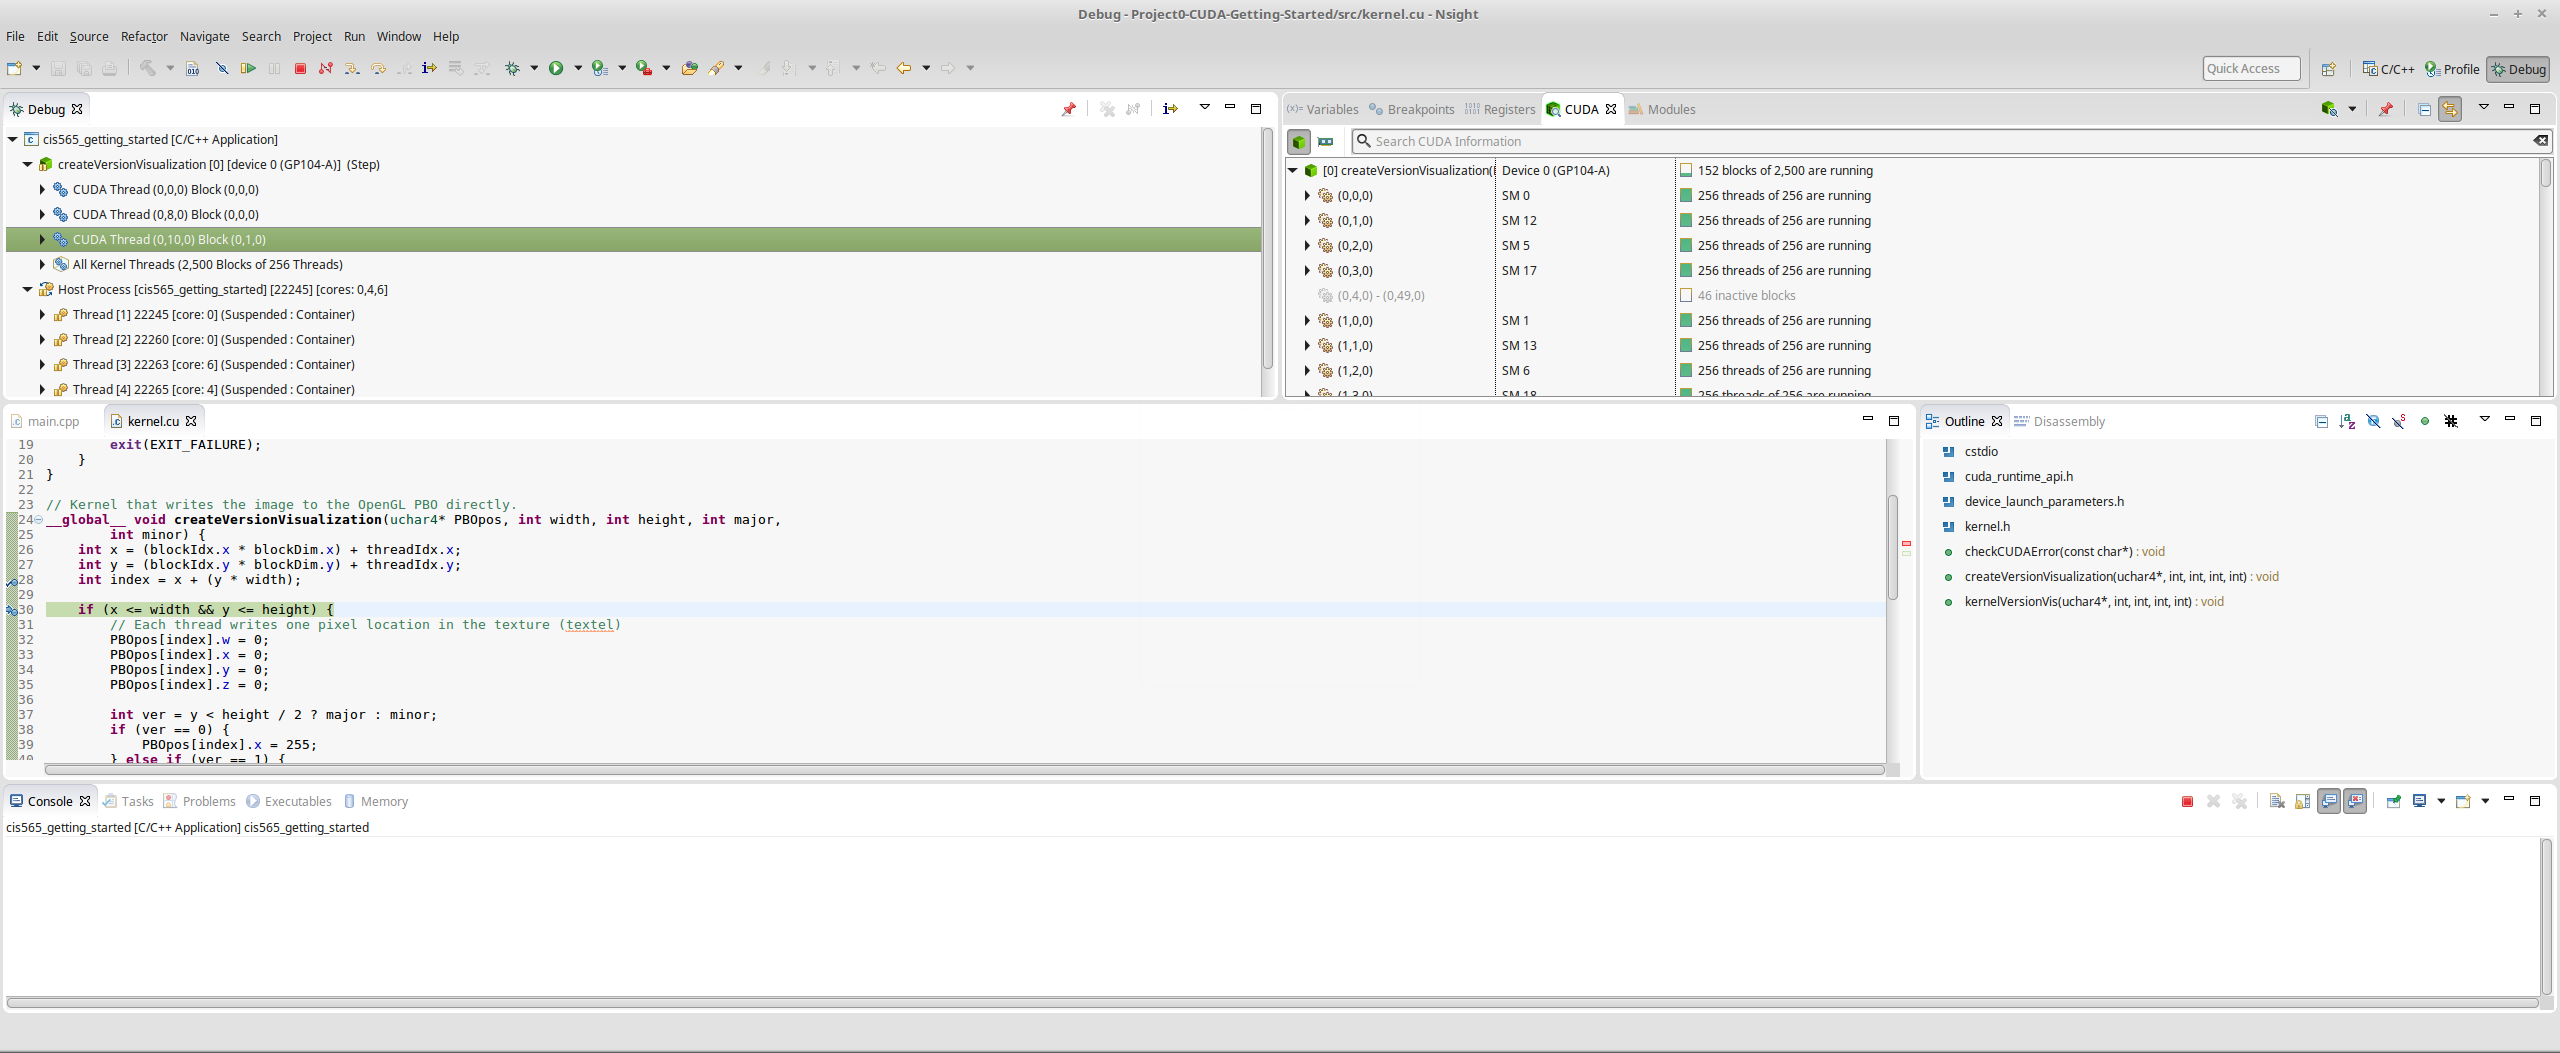 Debug - Project0-CUDA-Getting-Started/src/kernel.cu - Nsight
File Edit Source Refactor Navigate Search Project Run Window Help
Quick Access C/C++ Profile Debug
Debug
cis565_getting_started [C/C++ Application]
createVersionVisualization [0] [device 0 (GP104-A)] (Step)
CUDA Thread (0,0,0) Block (0,0,0)
CUDA Thread (0,8,0) Block (0,0,0)
CUDA Thread (0,10,0) Block (0,1,0)
All Kernel Threads (2,500 Blocks of 256 Threads)
Host Process [cis565_getting_started] [22245] [cores: 0,4,6]
Thread [1] 22245 [core: 0] (Suspended : Container)
Thread [2] 22260 [core: 0] (Suspended : Container)
Thread [3] 22263 [core: 6] (Suspended : Container)
Thread [4] 22265 [core: 4] (Suspended : Container)
(x)= Variables Breakpoints Registers CUDA Modules
Search CUDA Information
[0] createVersionVisualization( Device 0 (GP104-A) 152 blocks of 2,500 are running
(0,0,0) SM 0 256 threads of 256 are running
(0,1,0) SM 12 256 threads of 256 are running
(0,2,0) SM 5 256 threads of 256 are running
(0,3,0) SM 17 256 threads of 256 are running
(0,4,0) - (0,49,0) 46 inactive blocks
(1,0,0) SM 1 256 threads of 256 are running
(1,1,0) SM 13 256 threads of 256 are running
(1,2,0) SM 6 256 threads of 256 are running
(1,3,0) SM 18 256 threads of 256 are running
main.cpp kernel.cu
19 exit(EXIT_FAILURE);
20 }
21 }
22
23 // Kernel that writes the image to the OpenGL PBO directly.
24 __global__ void createVersionVisualization(uchar4* PBOpos, int width, int height, int major,
25 int minor) {
26 int x = (blockIdx.x * blockDim.x) + threadIdx.x;
27 int y = (blockIdx.y * blockDim.y) + threadIdx.y;
28 int index = x + (y * width);
29
30 if (x <= width && y <= height) {
31 // Each thread writes one pixel location in the texture (textel)
32 PBOpos[index].w = 0;
33 PBOpos[index].x = 0;
34 PBOpos[index].y = 0;
35 PBOpos[index].z = 0;
36
37 int ver = y < height / 2 ? major : minor;
38 if (ver == 0) {
39 PBOpos[index].x = 255;
40 } else if (ver == 1) {
Outline Disassembly
cstdio
cuda_runtime_api.h
device_launch_parameters.h
kernel.h
checkCUDAError(const char*) : void
createVersionVisualization(uchar4*, int, int, int, int) : void
kernelVersionVis(uchar4*, int, int, int, int) : void
Console Tasks Problems Executables Memory
cis565_getting_started [C/C++ Application] cis565_getting_started